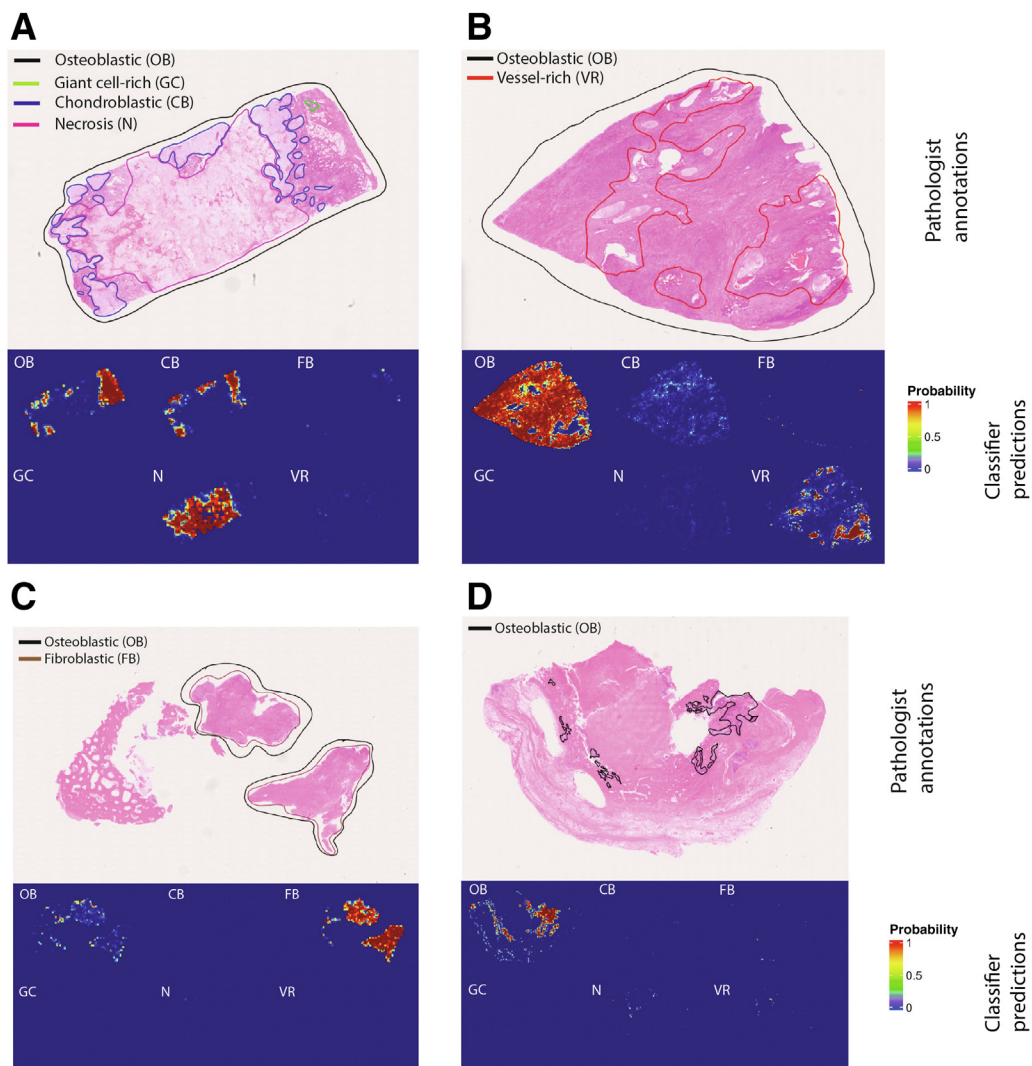 A
Osteoblastic (OB)
Giant cell-rich (GC)
Chondroblastic (CB)
Necrosis (N)
OB
CB
FB
GC
N
VR
B
Osteoblastic (OB)
Vessel-rich (VR)
Pathologist
annotations
OB
CB
FB
GC
N
VR
Probability
1
0.5
0
Classifier
predictions
C
Osteoblastic (OB)
Fibroblastic (FB)
OB
CB
FB
GC
N
VR
D
Osteoblastic (OB)
Pathologist
annotations
OB
CB
FB
GC
N
VR
Probability
1
0.5
0
Classifier
predictions